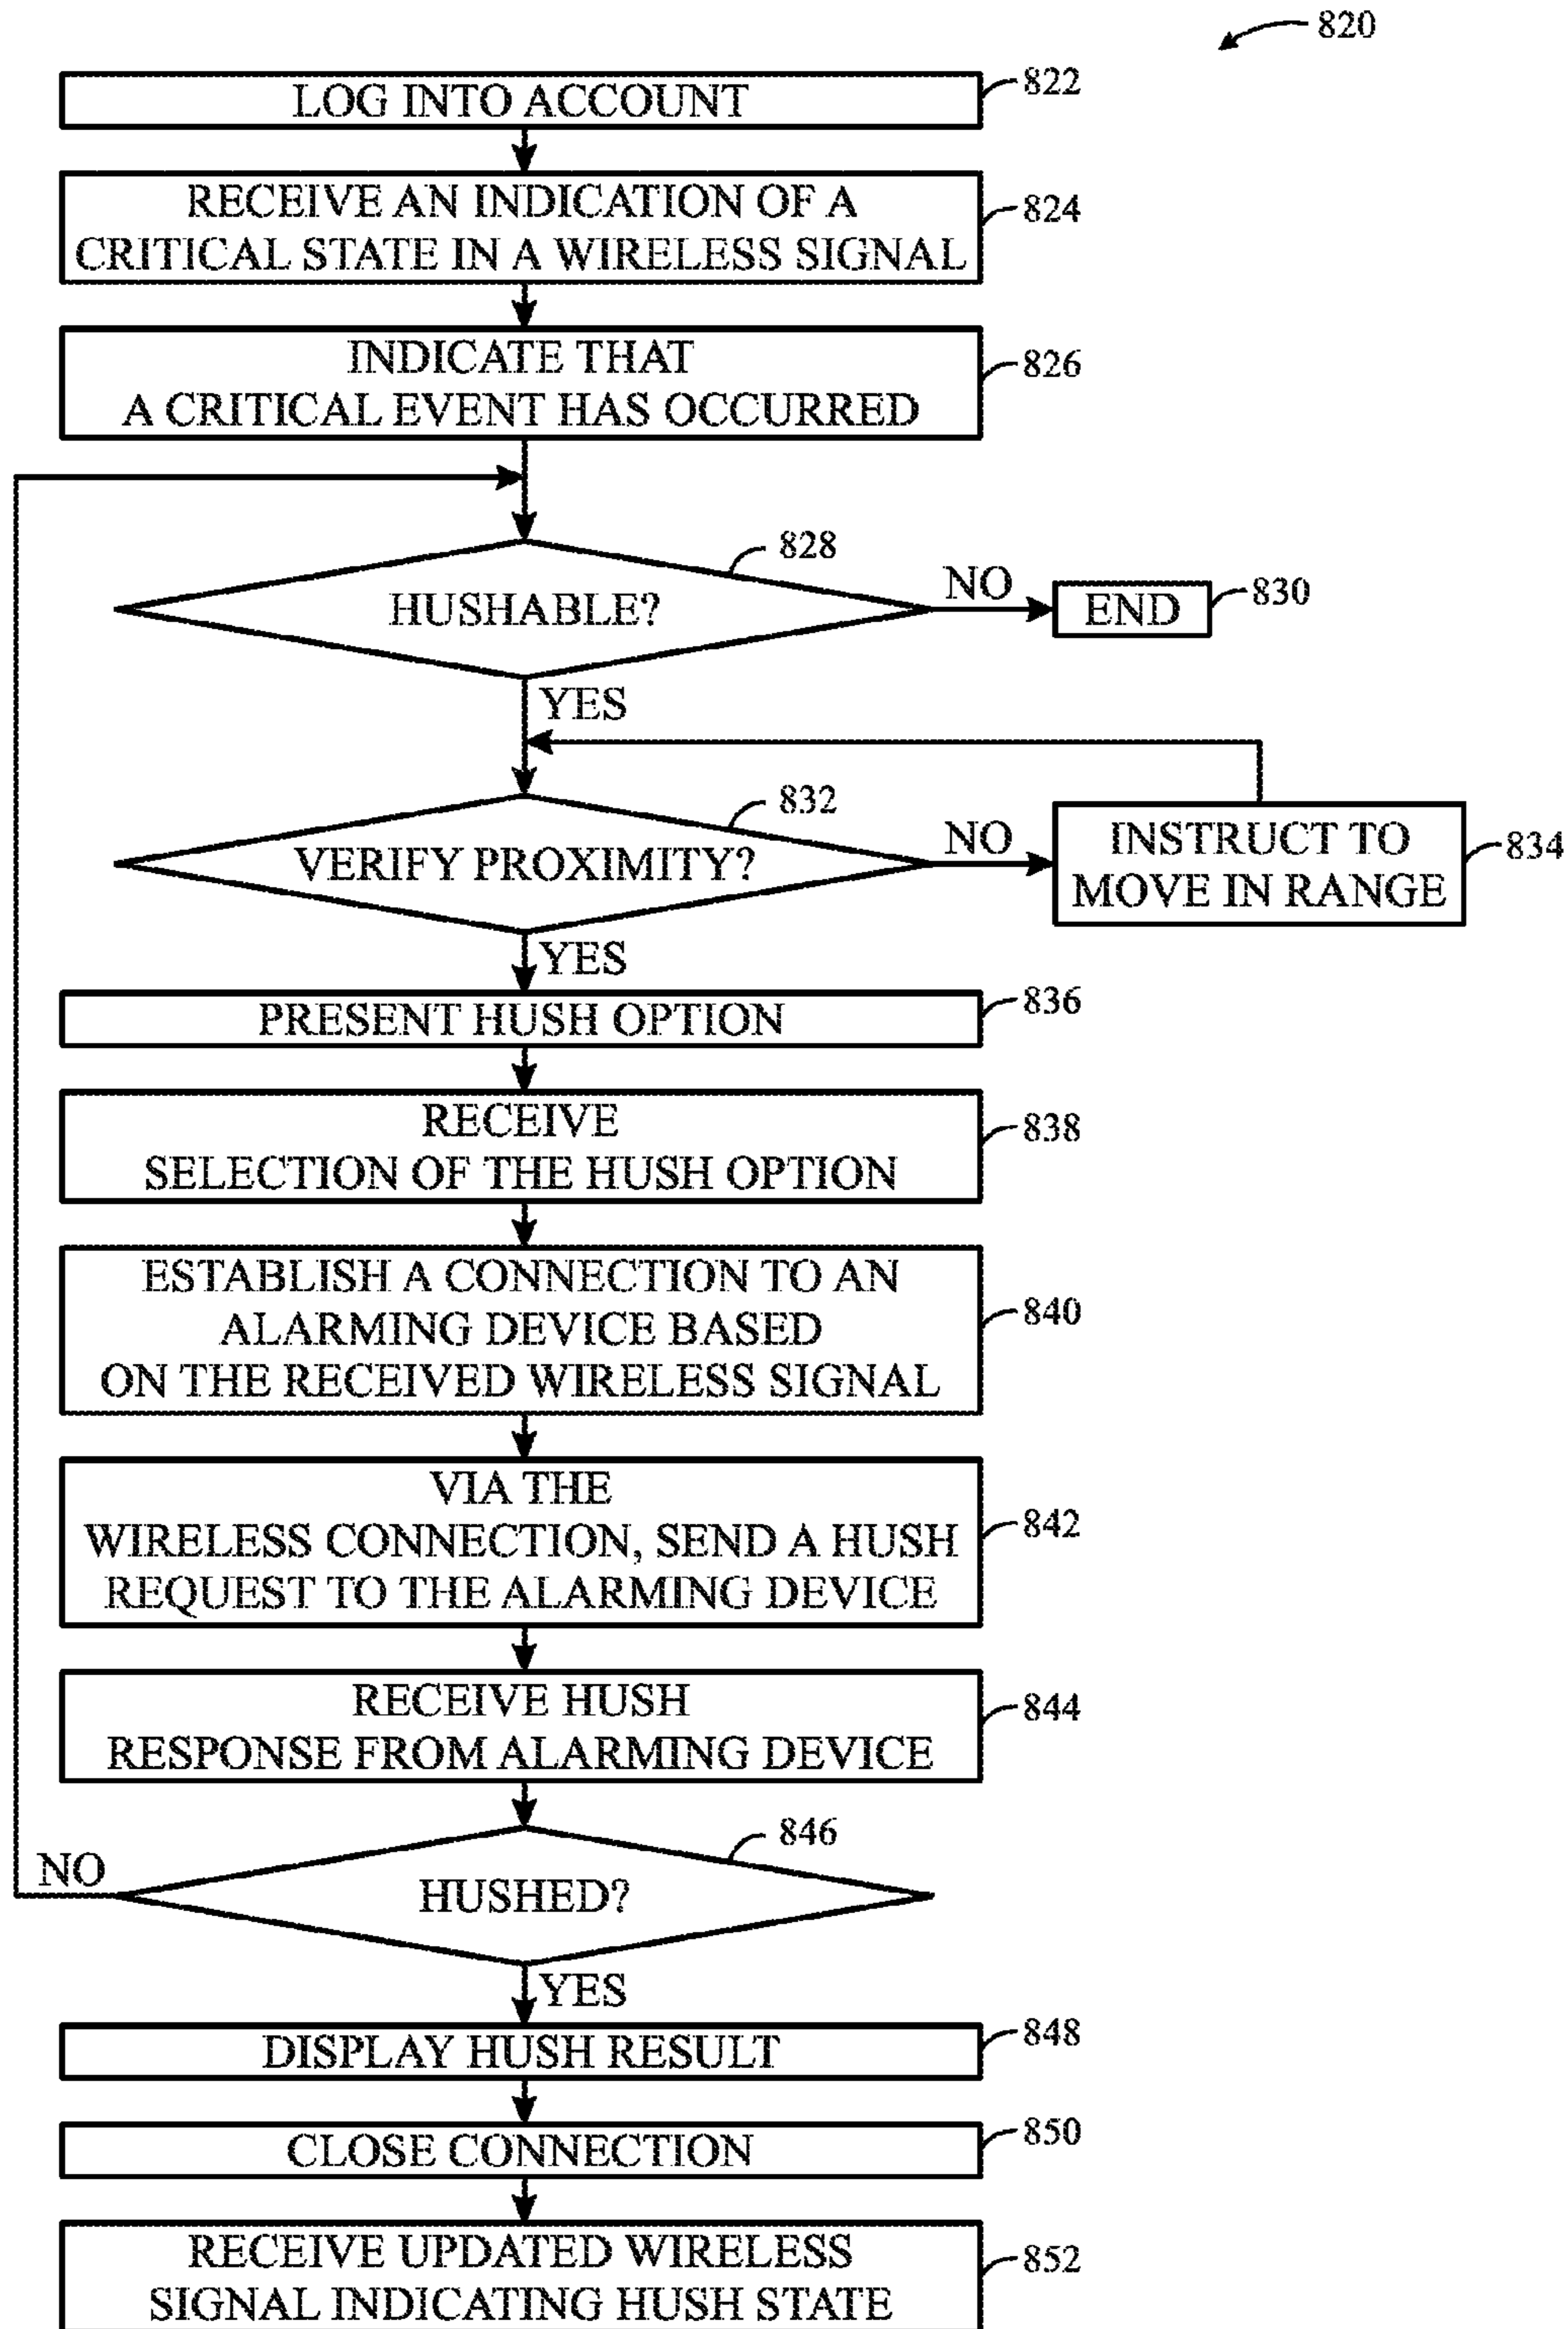 820
LOG INTO ACCOUNT
822
RECEIVE AN INDICATION OF A
CRITICAL STATE IN A WIRELESS SIGNAL
824
INDICATE THAT
A CRITICAL EVENT HAS OCCURRED
826
828
HUSHABLE?
NO
END
830
YES
832
VERIFY PROXIMITY?
NO
INSTRUCT TO
MOVE IN RANGE
834
YES
PRESENT HUSH OPTION
836
RECEIVE
SELECTION OF THE HUSH OPTION
838
ESTABLISH A CONNECTION TO AN
ALARMING DEVICE BASED
ON THE RECEIVED WIRELESS SIGNAL
840
VIA THE
WIRELESS CONNECTION, SEND A HUSH
REQUEST TO THE ALARMING DEVICE
842
RECEIVE HUSH
RESPONSE FROM ALARMING DEVICE
844
846
NO
HUSHED?
YES
DISPLAY HUSH RESULT
848
CLOSE CONNECTION
850
RECEIVE UPDATED WIRELESS
SIGNAL INDICATING HUSH STATE
852